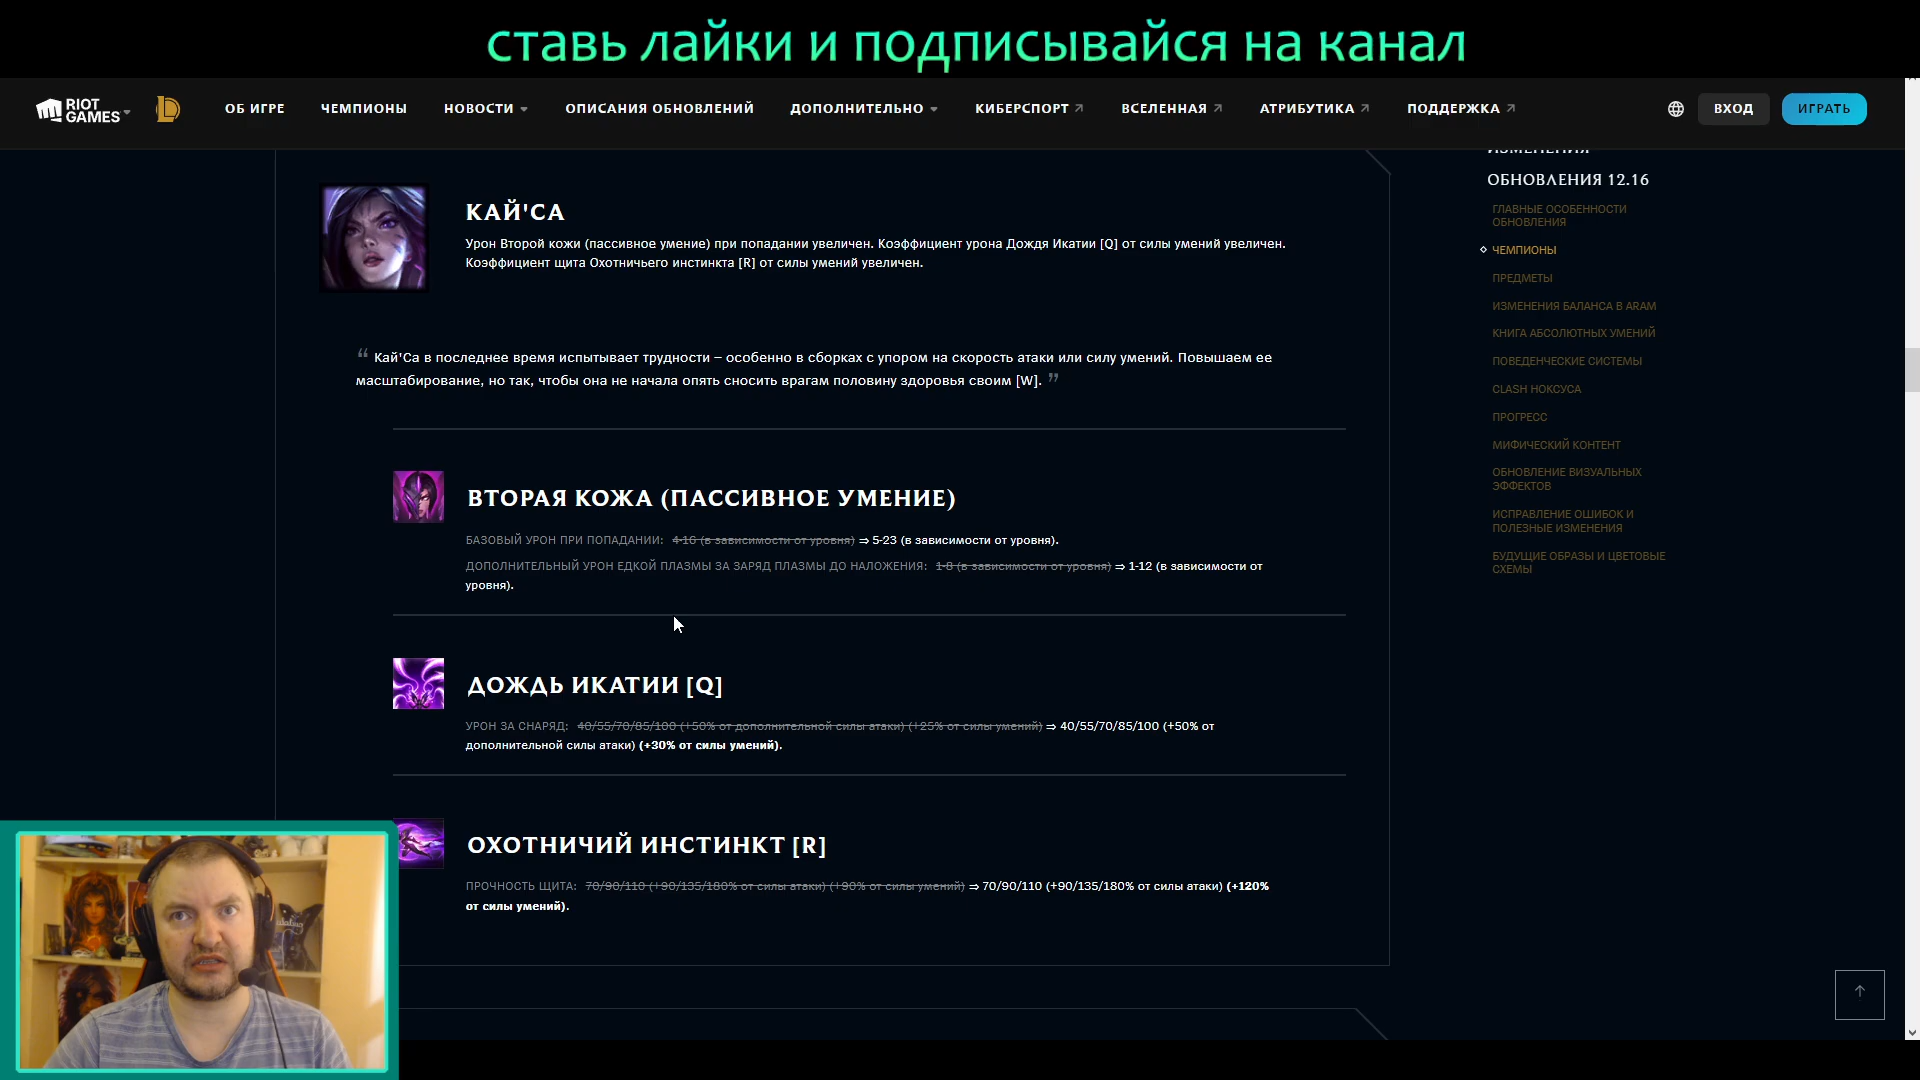 ставь лайки и подписывайся на канал
RIOT GAMES
ОБ ИГРЕ
ЧЕМПИОНЫ
НОВОСТИ
ОПИСАНИЯ ОБНОВЛЕНИЙ
ДОПОЛНИТЕЛЬНО
КИБЕРСПОРТ
ВСЕЛЕННАЯ
АТРИБУТИКА
ПОДДЕРЖКА
ВХОД
ИГРАТЬ
КАЙ'СА
Урон Второй кожи (пассивное умение) при попадании увеличен. Коэффициент урона Дождя Икатии [Q] от силы умений увеличен.
Коэффициент щита Охотничьего инстинкта [R] от силы умений увеличен.
“ Кай'Са в последнее время испытывает трудности – особенно в сборках с упором на скорость атаки или силу умений. Повышаем ее
масштабирование, но так, чтобы она не начала опять сносить врагам половину здоровья своим [W]. ”
ВТОРАЯ КОЖА (ПАССИВНОЕ УМЕНИЕ)
БАЗОВЫЙ УРОН ПРИ ПОПАДАНИИ: 4-16 (в зависимости от уровня) ⇒ 5-23 (в зависимости от уровня).
ДОПОЛНИТЕЛЬНЫЙ УРОН ЕДКОЙ ПЛАЗМЫ ЗА ЗАРЯД ПЛАЗМЫ ДО НАЛОЖЕНИЯ: 1-8 (в зависимости от уровня) ⇒ 1-12 (в зависимости от
уровня).
ДОЖДЬ ИКАТИИ [Q]
УРОН ЗА СНАРЯД: 40/55/70/85/100 (+50% от дополнительной силы атаки) (+25% от силы умений) ⇒ 40/55/70/85/100 (+50% от
дополнительной силы атаки) (+30% от силы умений).
ОХОТНИЧИЙ ИНСТИНКТ [R]
ПРОЧНОСТЬ ЩИТА: 70/90/110 (+90/135/180% от силы атаки) (+90% от силы умений) ⇒ 70/90/110 (+90/135/180% от силы атаки) (+120%
от силы умений).
ИЗМЕНЕНИЯ
ОБНОВЛЕНИЯ 12.16
ГЛАВНЫЕ ОСОБЕННОСТИ
ОБНОВЛЕНИЯ
ЧЕМПИОНЫ
ПРЕДМЕТЫ
ИЗМЕНЕНИЯ БАЛАНСА В ARAM
КНИГА АБСОЛЮТНЫХ УМЕНИЙ
ПОВЕДЕНЧЕСКИЕ СИСТЕМЫ
CLASH НОКСУСА
ПРОГРЕСС
МИФИЧЕСКИЙ КОНТЕНТ
ОБНОВЛЕНИЕ ВИЗУАЛЬНЫХ
ЭФФЕКТОВ
ИСПРАВЛЕНИЕ ОШИБОК И
ПОЛЕЗНЫЕ ИЗМЕНЕНИЯ
БУДУЩИЕ ОБРАЗЫ И ЦВЕТОВЫЕ
СХЕМЫ